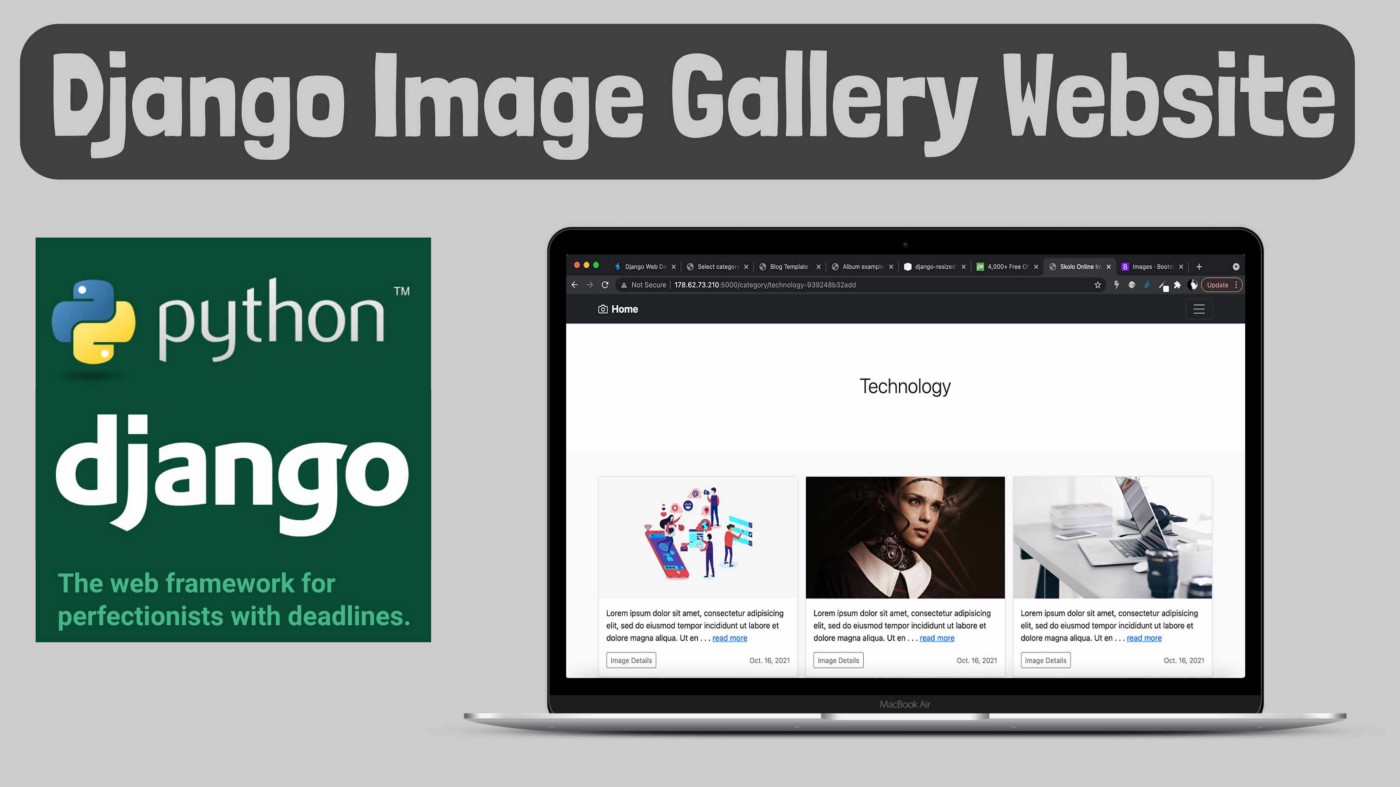 Django Image Gallery Website
python™
django
The web framework for
perfectionists with deadlines.
Django Web De
Select category
Blog Template
Album example
django-resized
4,000+ Free
Skolo Online Im
Images · Boots
Not Secure | 178.62.73.210:5000/category/technology-939248b32add
Update
Home
Technology
Lorem ipsum dolor sit amet, consectetur adipisicing
elit, sed do eiusmod tempor incididunt ut labore et
dolore magna aliqua. Ut en . . . read more
Image Details
Oct. 16, 2021
Lorem ipsum dolor sit amet, consectetur adipisicing
elit, sed do eiusmod tempor incididunt ut labore et
dolore magna aliqua. Ut en . . . read more
Image Details
Oct. 16, 2021
Lorem ipsum dolor sit amet, consectetur adipisicing
elit, sed do eiusmod tempor incididunt ut labore et
dolore magna aliqua. Ut en . . . read more
Image Details
Oct. 16, 2021
MacBook Air